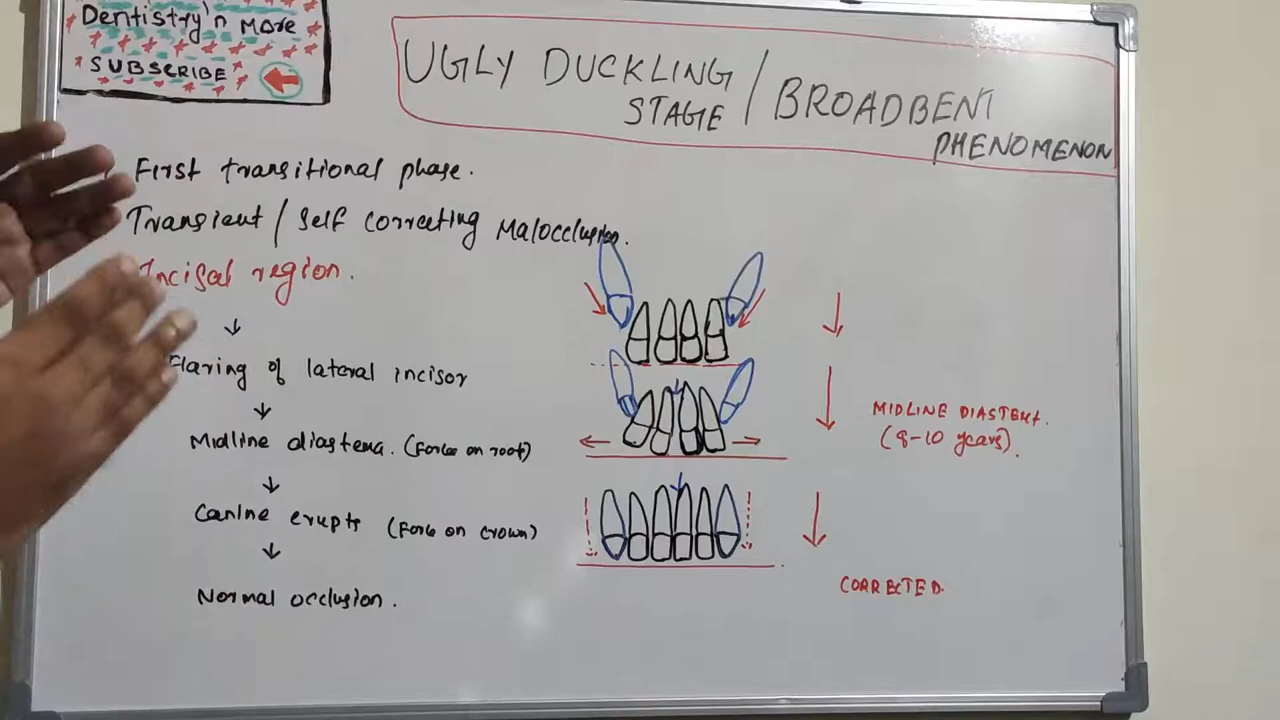 Dentistry'n More
SUBSCRIBE
UGLY DUCKLING STAGE / BROADBENT PHENOMENON
First transitional phase.
Transient / Self correcting Malocclusion.
Incisal region.
↓
Flaring of lateral incisor
↓
Midline diastema. (Force on root)
↓
Canine erupts (Force on crown)
↓
Normal occlusion.
MIDLINE DIASTEMA.
(8-10 years).
CORRECTED.